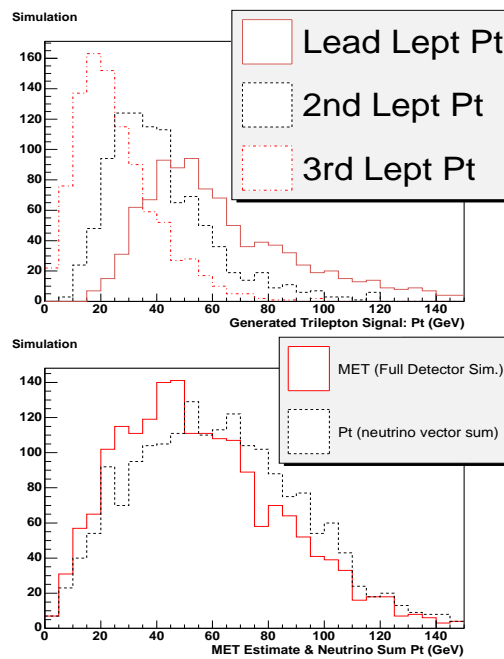 Simulation
Lead Lept Pt
2nd Lept Pt
3rd Lept Pt
160
140
120
100
80
60
40
20
0
0 20 40 60 80 100 120 140
Generated Trilepton Signal: Pt (GeV)
Simulation
MET (Full Detector Sim.)
Pt (neutrino vector sum)
140
120
100
80
60
40
20
0
0 20 40 60 80 100 120 140
MET Estimate & Neutrino Sum Pt (GeV)